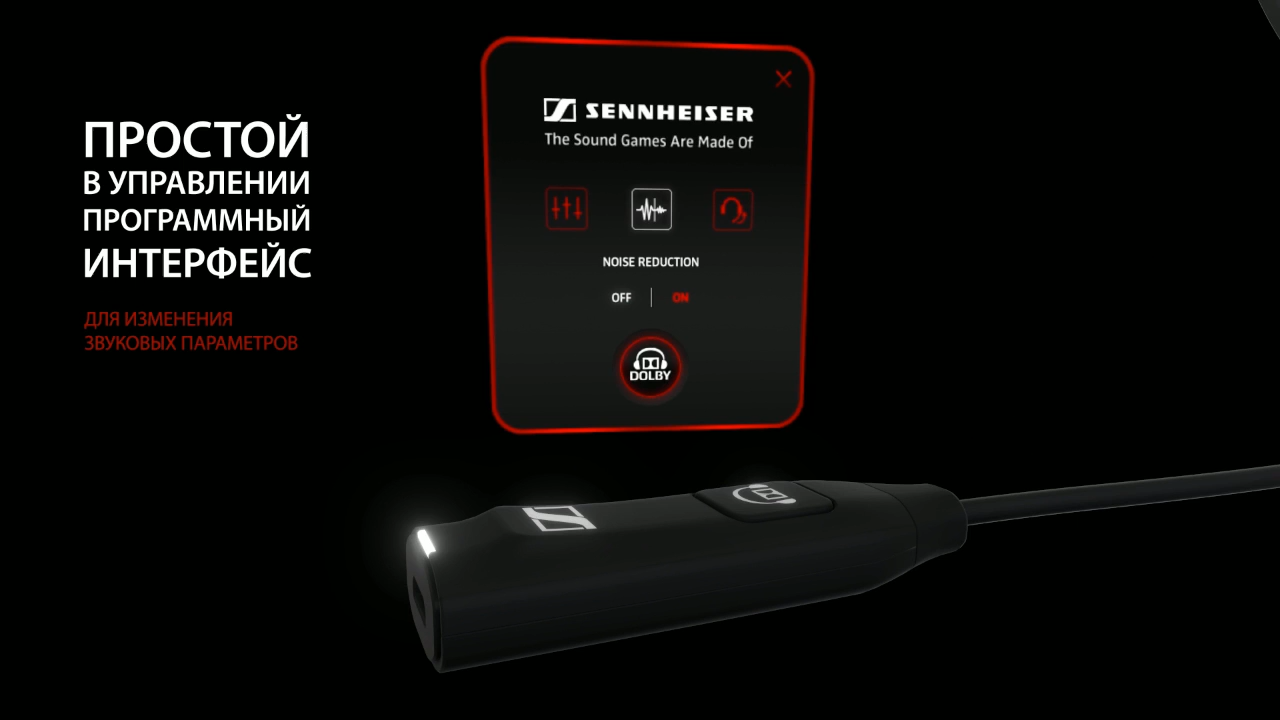 ПРОСТОЙ
В УПРАВЛЕНИИ
ПРОГРАММНЫЙ
ИНТЕРФЕЙС
ДЛЯ ИЗМЕНЕНИЯ
ЗВУКОВЫХ ПАРАМЕТРОВ
SENNHEISER
The Sound Games Are Made Of
NOISE REDUCTION
OFF | ON
DOLBY